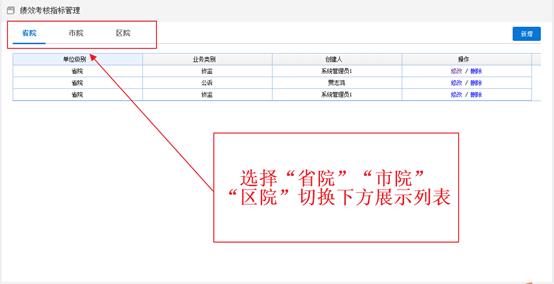 绩效考核指标管理
省院 市院 区院 新增
单位级别 业务类别 创建人 操作
省院 侦监 系统管理员1 修改 / 删除
省院 公诉 贾志鸿 修改 / 删除
省院 侦监 系统管理员1 修改 / 删除
选择“省院”“市院”
“区院”切换下方展示列表